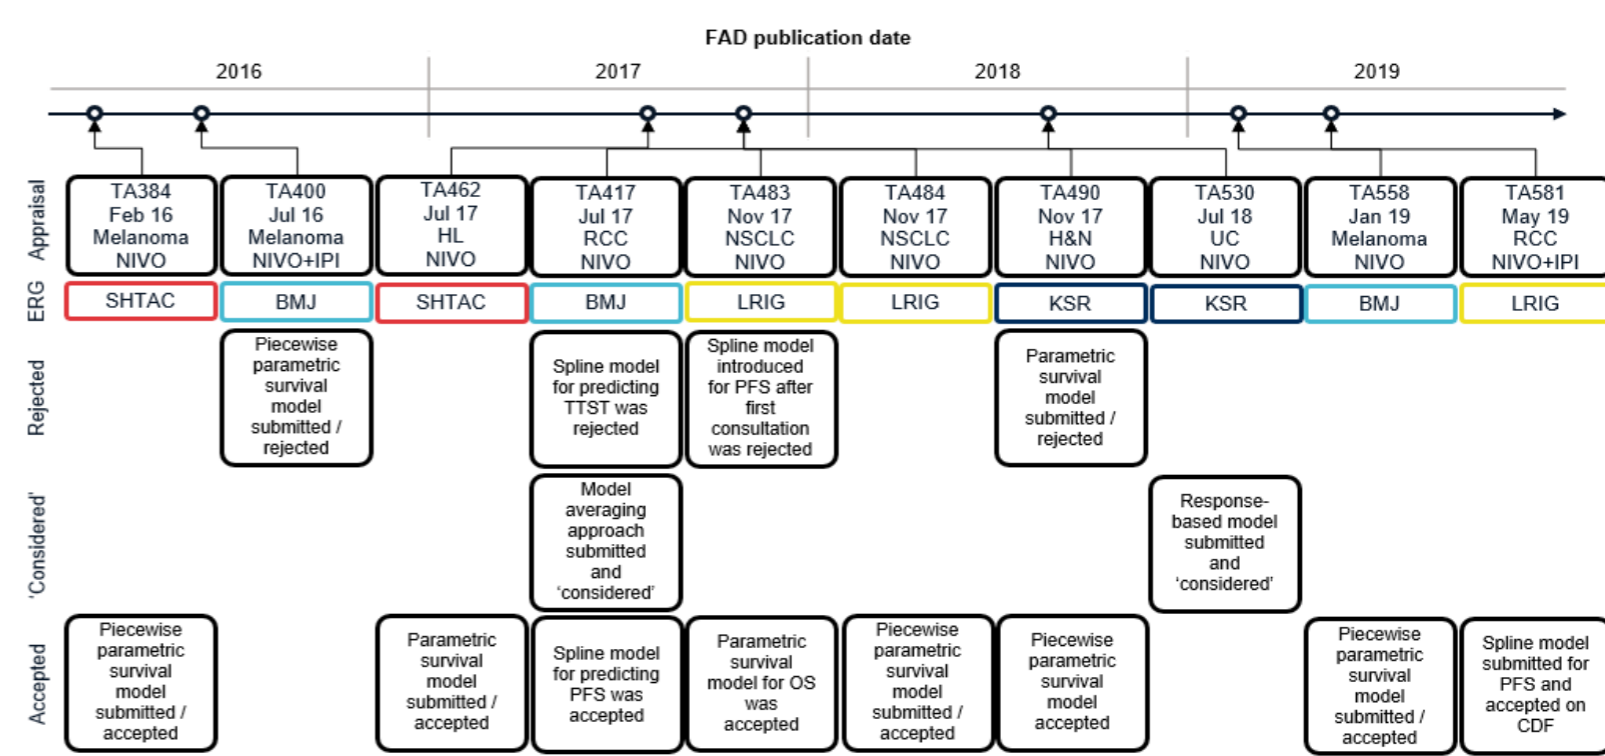 FAD publication date
2016
2017
2018
2019
Appraisal
TA384
Feb 16
Melanoma
NIVO
TA400
Jul 16
Melanoma
NIVO+IPI
TA462
Jul 17
HL
NIVO
TA417
Jul 17
RCC
NIVO
TA483
Nov 17
NSCLC
NIVO
TA484
Nov 17
NSCLC
NIVO
TA490
Nov 17
H&N
NIVO
TA530
Jul 18
UC
NIVO
TA558
Jan 19
Melanoma
NIVO
TA581
May 19
RCC
NIVO+IPI
ERG
SHTAC
BMJ
SHTAC
BMJ
LRIG
LRIG
KSR
KSR
BMJ
LRIG
Rejected
Piecewise
parametric
survival
model
submitted /
rejected
Spline model
for predicting
TTST was
rejected
Spline model
introduced
for PFS after
first
consultation
was rejected
Parametric
survival
model
submitted /
rejected
'Considered'
Model
averaging
approach
submitted
and
'considered'
Response-
based model
submitted
and
'considered'
Accepted
Piecewise
parametric
survival
model
submitted /
accepted
Parametric
survival
model
submitted /
accepted
Spline model
for predicting
PFS was
accepted
Parametric
survival
model for OS
was
accepted
Piecewise
parametric
survival
model
submitted /
accepted
Piecewise
parametric
survival
model
accepted
Piecewise
parametric
survival
model
submitted /
accepted
Spline model
submitted for
PFS and
accepted on
CDF